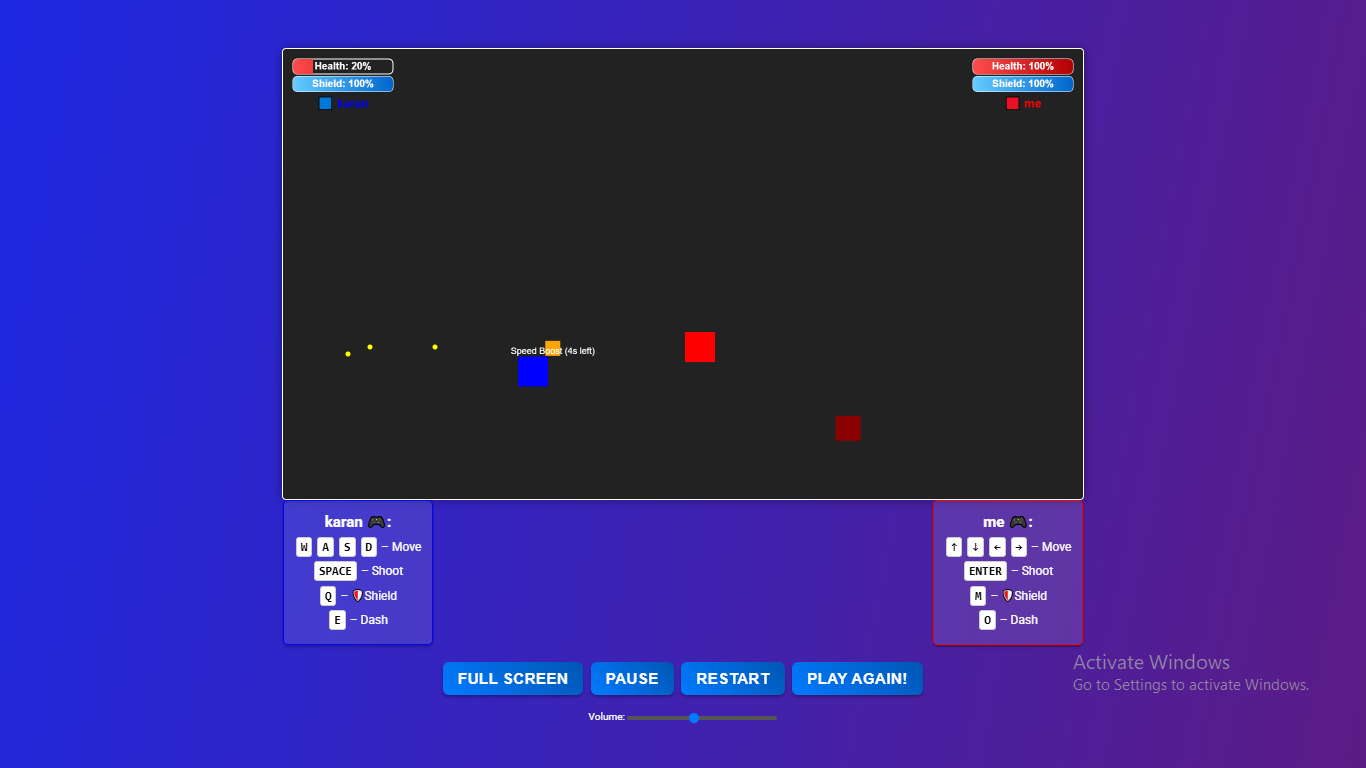 Health: 20%
Health: 100%
Shield: 100%
Shield: 100%
karan
me
Speed Boost (4s left)
karan 🎮:
W A S D – Move
SPACE – Shoot
Q – 🛡Shield
E – Dash
me 🎮:
↑ ↓ ← → – Move
ENTER – Shoot
M – 🛡Shield
O – Dash
FULL SCREEN
PAUSE
RESTART
PLAY AGAIN!
Volume:
Activate Windows
Go to Settings to activate Windows.